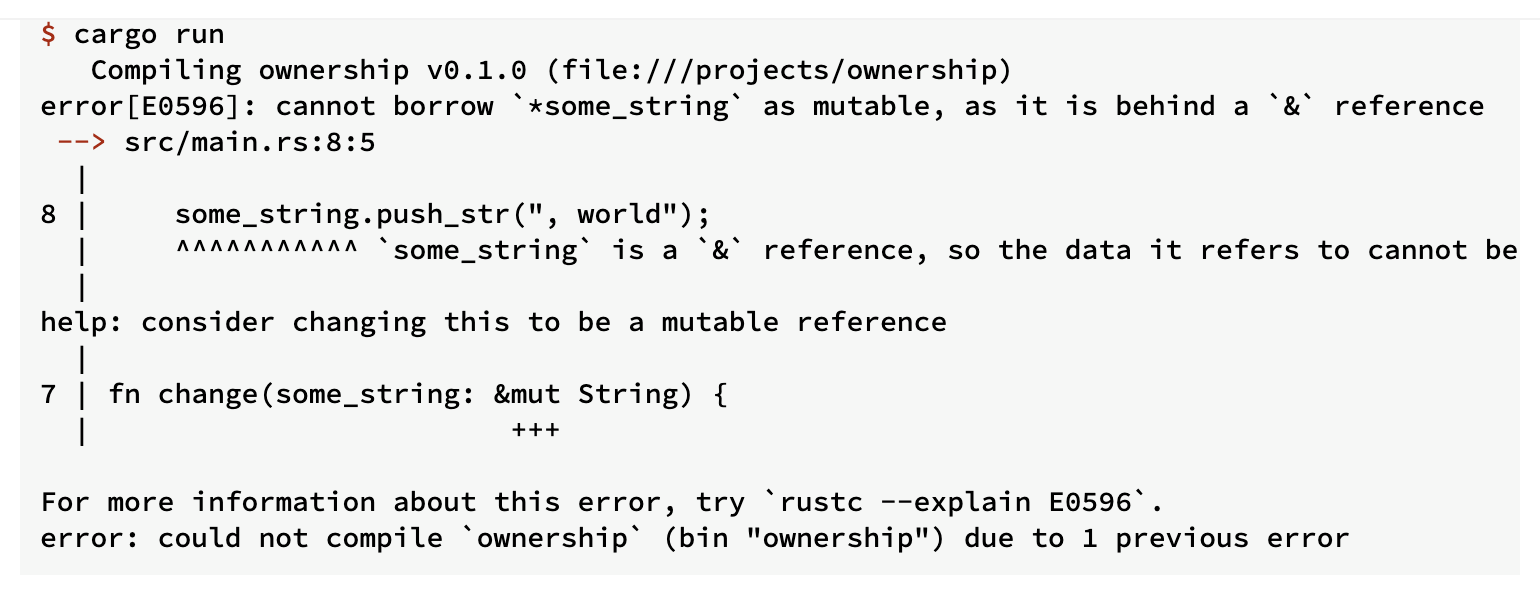 $ cargo run
   Compiling ownership v0.1.0 (file:///projects/ownership)
error[E0596]: cannot borrow `*some_string` as mutable, as it is behind a `&` reference
 --> src/main.rs:8:5
  |
8 |     some_string.push_str(", world");
  |     ^^^^^^^^^^^ `some_string` is a `&` reference, so the data it refers to cannot be
  |
help: consider changing this to be a mutable reference
  |
7 | fn change(some_string: &mut String) {
  |                         +++

For more information about this error, try `rustc --explain E0596`.
error: could not compile `ownership` (bin "ownership") due to 1 previous error